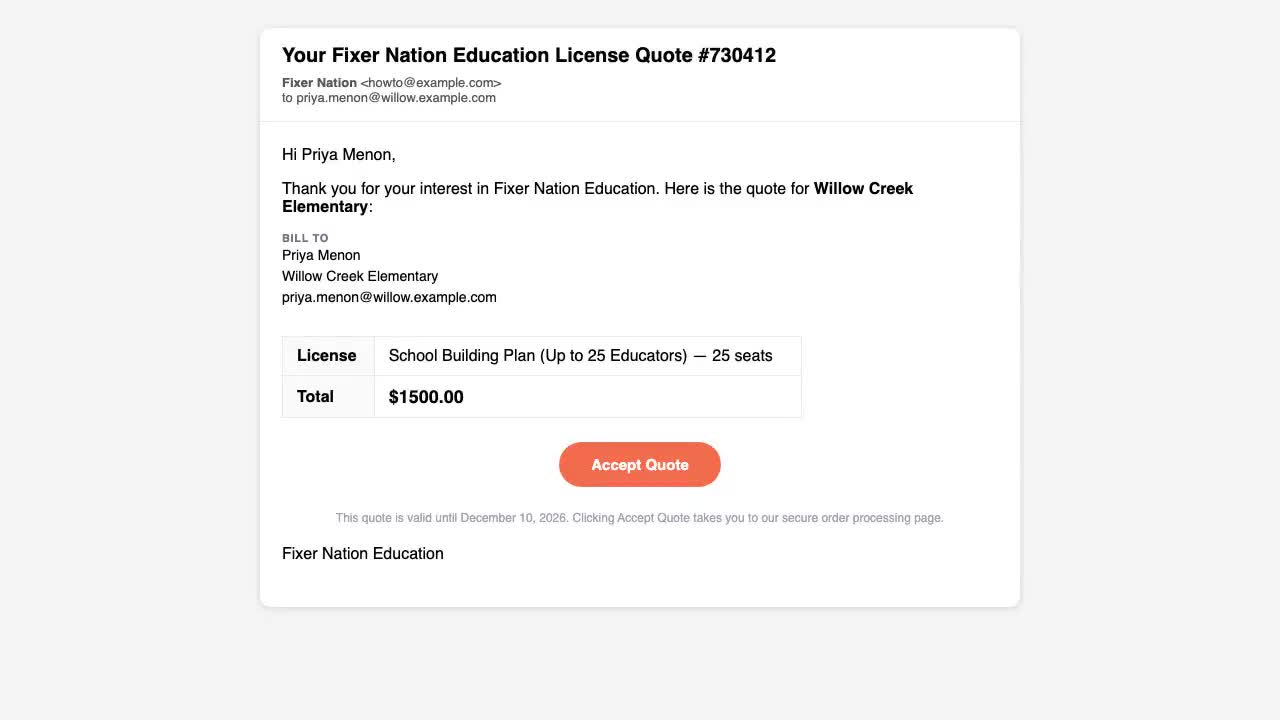 Your Fixer Nation Education License Quote #730412
Fixer Nation <howto@example.com>
to priya.menon@willow.example.com
Hi Priya Menon,
Thank you for your interest in Fixer Nation Education. Here is the quote for Willow Creek
Elementary:
BILL TO
Priya Menon
Willow Creek Elementary
priya.menon@willow.example.com
License School Building Plan (Up to 25 Educators) — 25 seats
Total $1500.00
Accept Quote
This quote is valid until December 10, 2026. Clicking Accept Quote takes you to our secure order processing page.
Fixer Nation Education